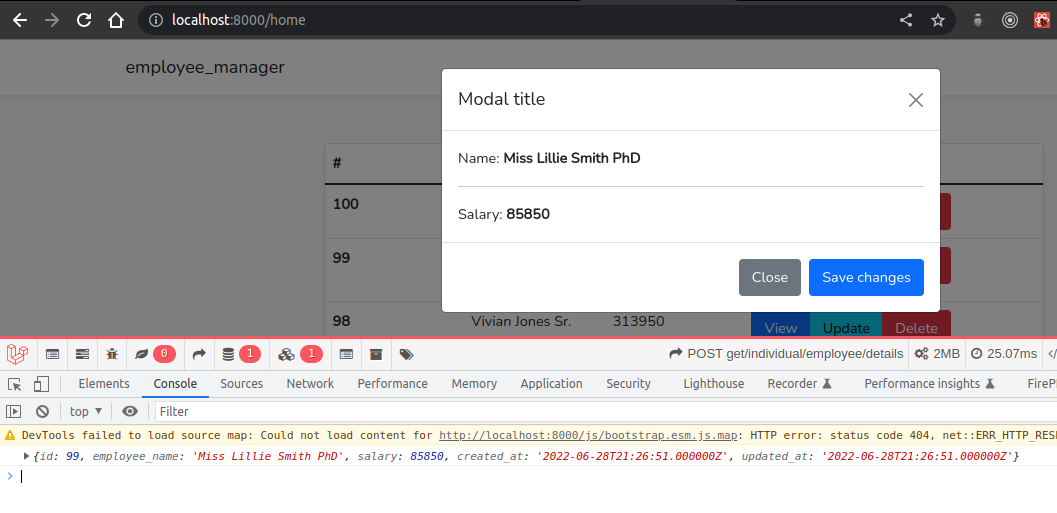 localhost:8000/home
employee_manager
Modal title
Name: Miss Lillie Smith PhD
Salary: 85850
Close Save changes
#
100
99
98 Vivian Jones Sr. 313950 View Update Delete
0 1 1 POST get/individual/employee/details 2MB 25.07ms
Elements Console Sources Network Performance Memory Application Security Lighthouse Recorder Performance insights FireP
top Filter
DevTools failed to load source map: Could not load content for http://localhost:8000/js/bootstrap.esm.js.map: HTTP error: status code 404, net::ERR_HTTP_RES
{id: 99, employee_name: 'Miss Lillie Smith PhD', salary: 85850, created_at: '2022-06-28T21:26:51.000000Z', updated_at: '2022-06-28T21:26:51.000000Z'}